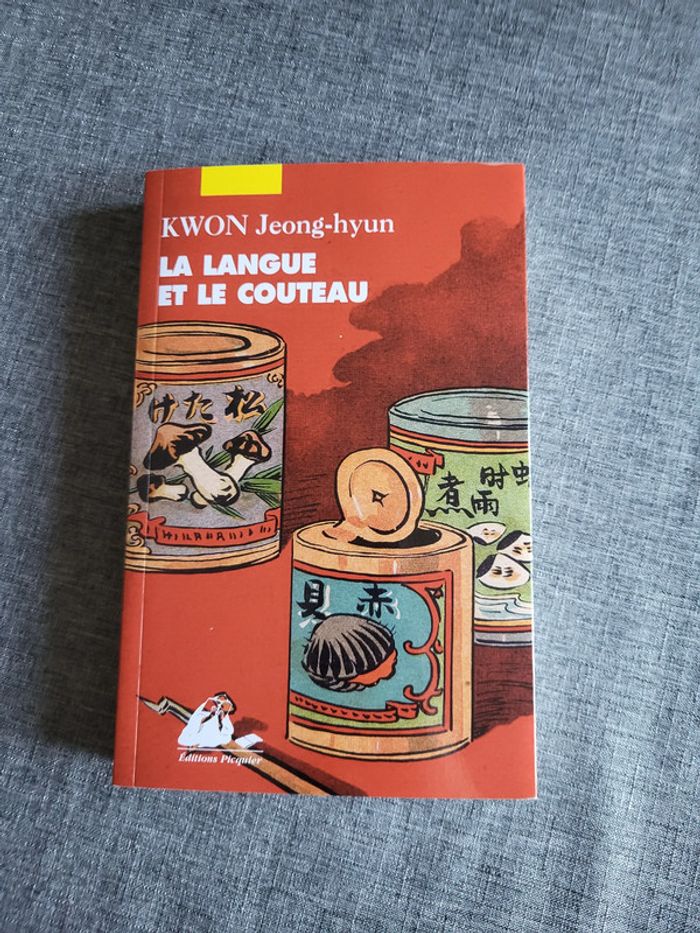 KWON Jeong-hyun
LA LANGUE
ET LE COUTEAU
けた松
煮
時雨
貝 赤
Éditions Picquier